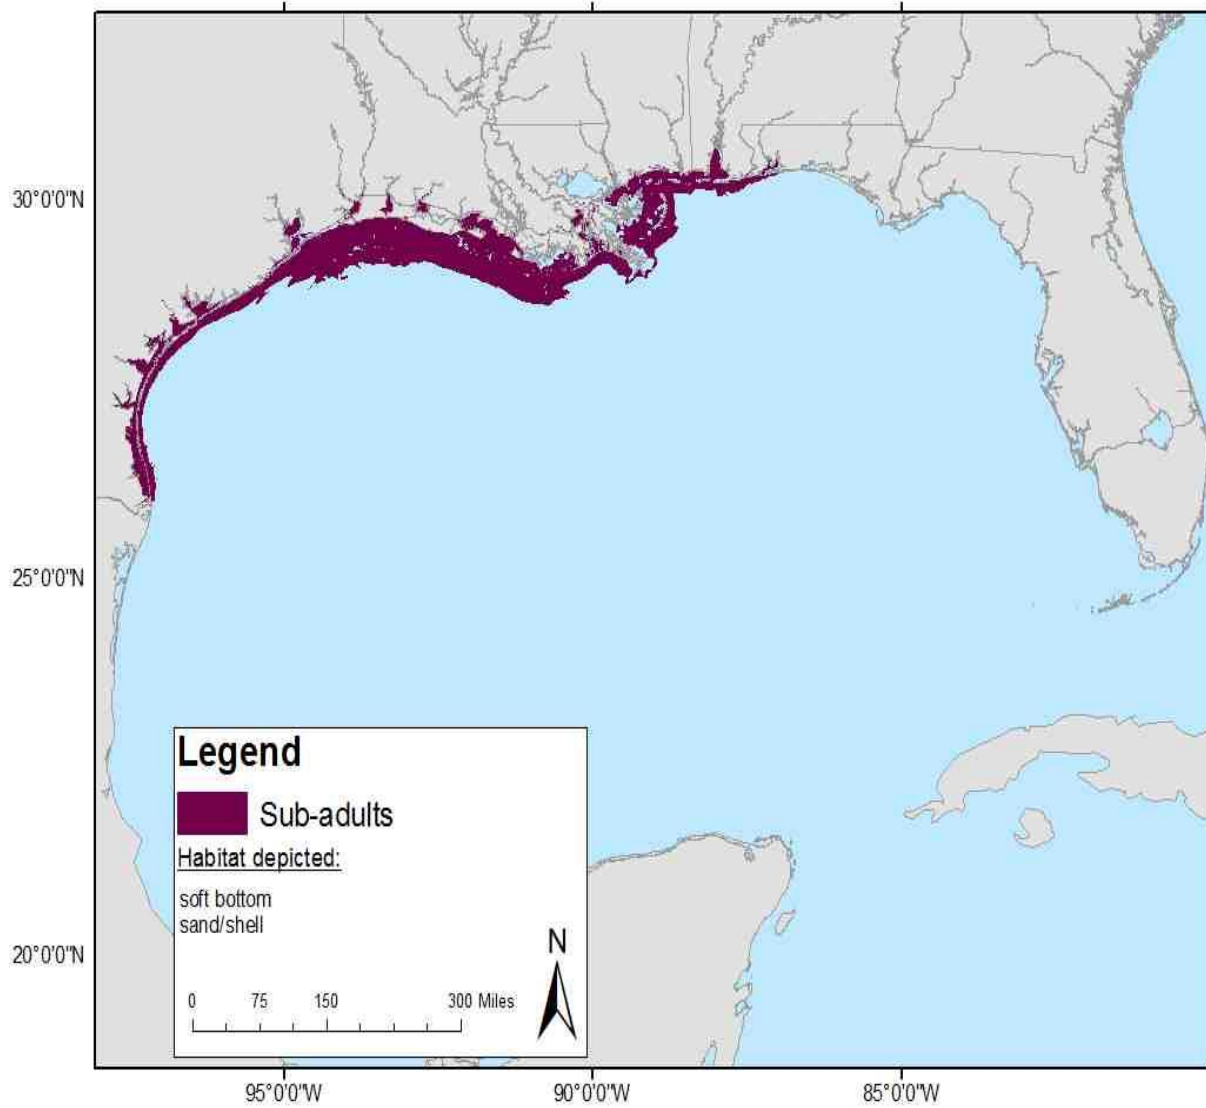 30°0'0"N
25°0'0"N
20°0'0"N
Legend
Sub-adults
Habitat depicted:
soft bottom
sand/shell
N
0 75 150 300 Miles
95°0'0"W 90°0'0"W 85°0'0"W